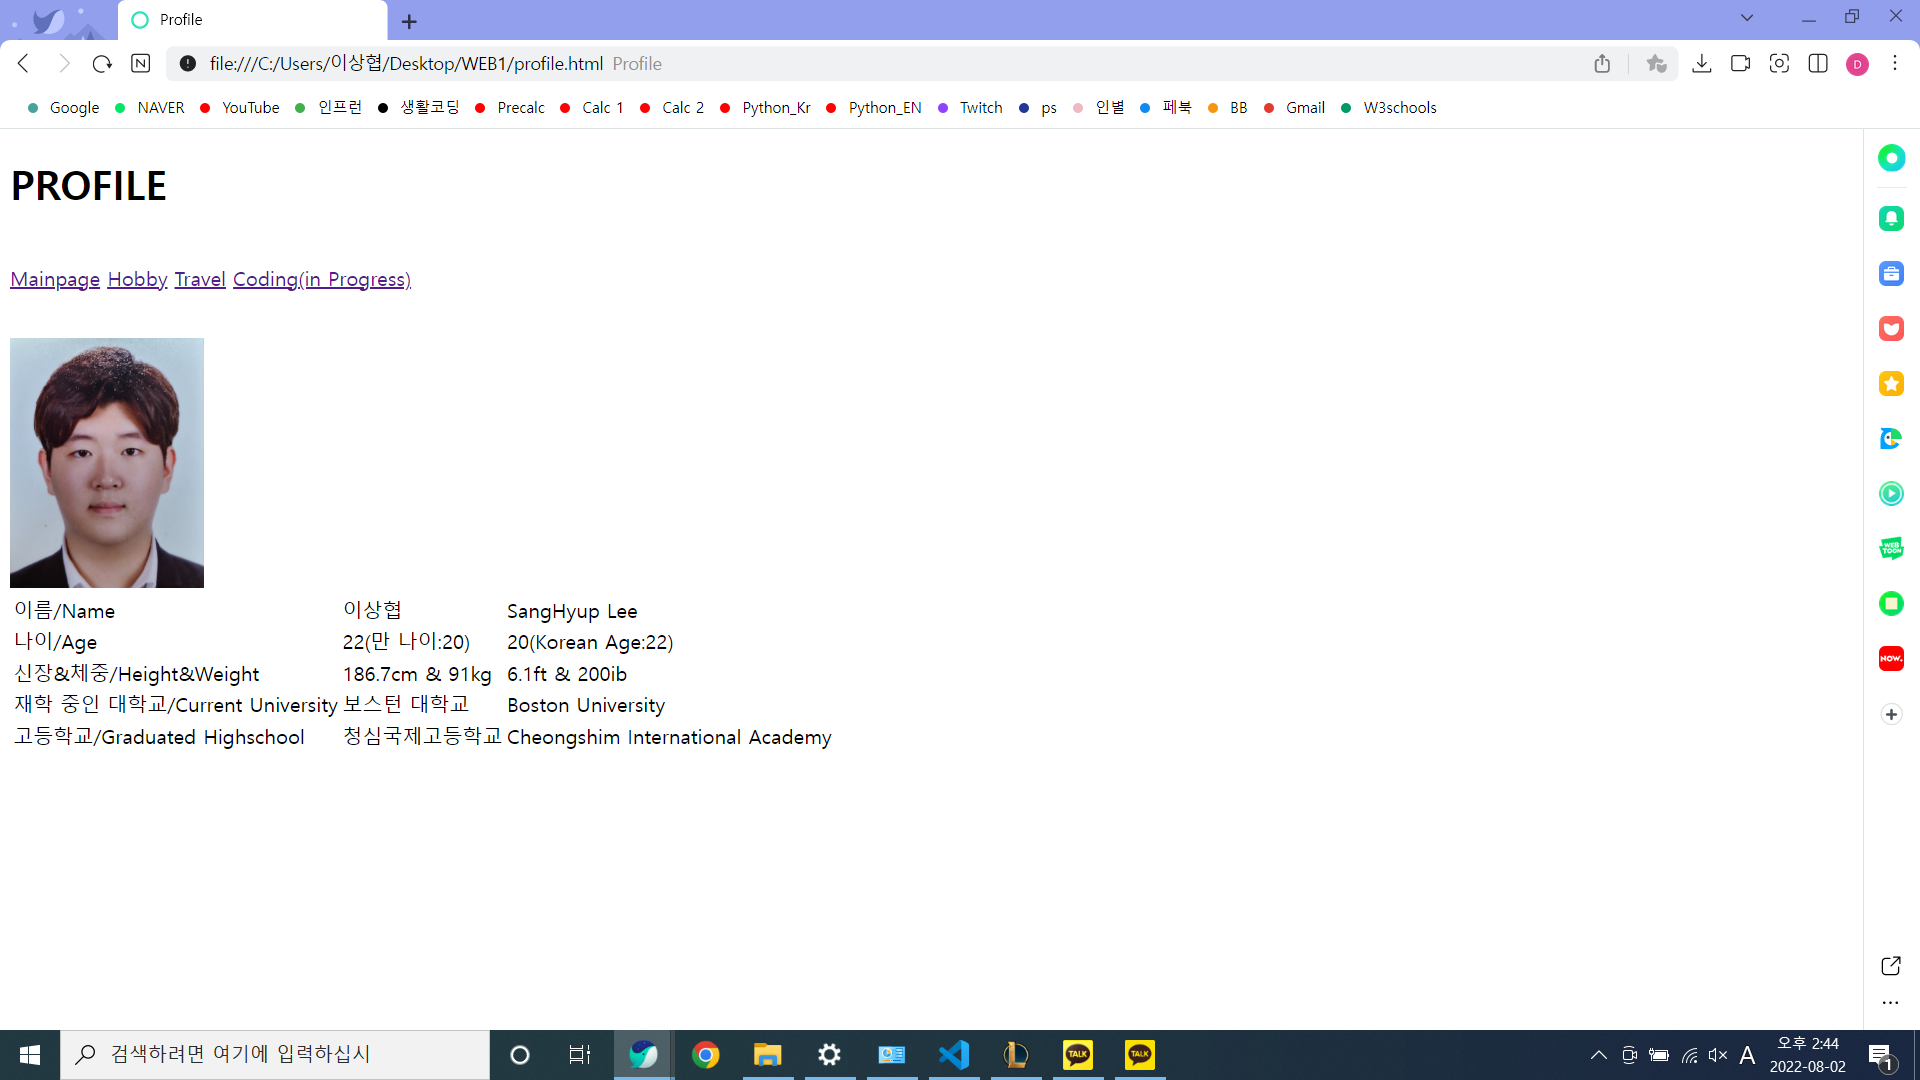 Profile
file:///C:/Users/이상협/Desktop/WEB1/profile.html Profile
D
Google NAVER YouTube 인프런 생활코딩 Precalc Calc 1 Calc 2 Python_Kr Python_EN Twitch ps 인별 페북 BB Gmail W3schools
PROFILE
Mainpage Hobby Travel Coding(in Progress)
이름/Name 이상협 SangHyup Lee
나이/Age 22(만 나이:20) 20(Korean Age:22)
신장&체중/Height&Weight 186.7cm & 91kg 6.1ft & 200ib
재학 중인 대학교/Current University 보스턴 대학교 Boston University
고등학교/Graduated Highschool 청심국제고등학교 Cheongshim International Academy
WEB
TOON
NOW.
검색하려면 여기에 입력하십시
TALK
TALK
A
오후 2:44
2022-08-02
1